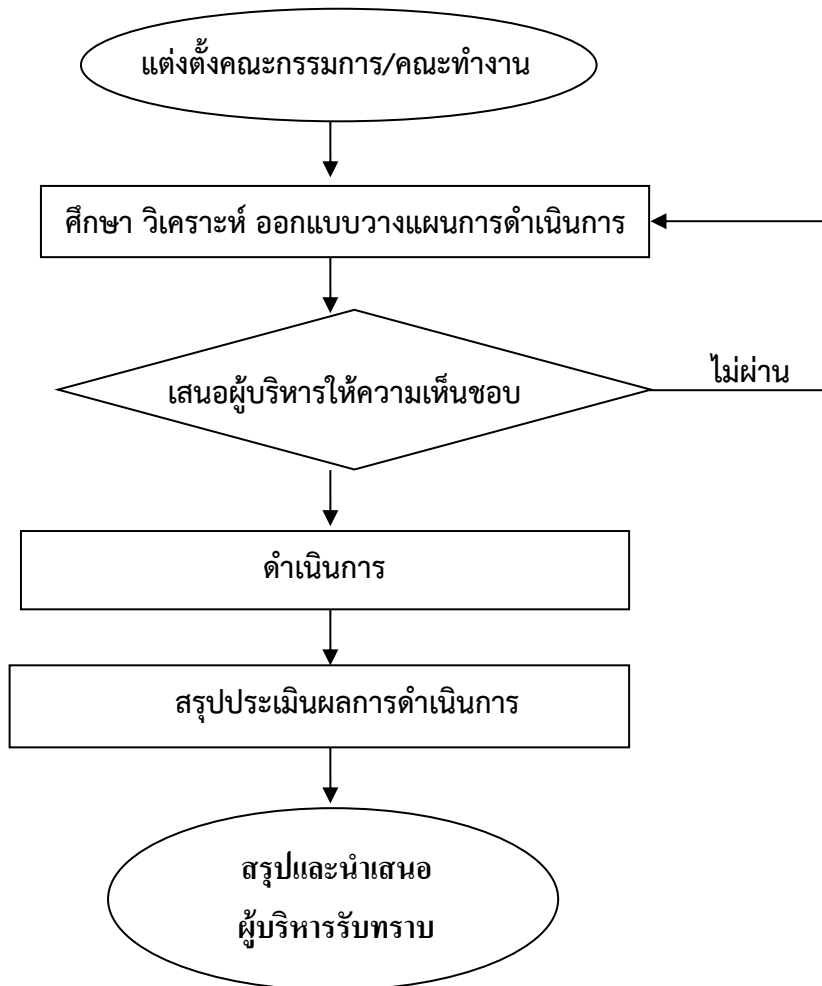 แต่งตั้งคณะกรรมการ/คณะทำงาน
ศึกษา วิเคราะห์ ออกแบบวางแผนการดำเนินการ
เสนอผู้บริหารให้ความเห็นชอบ
ไม่ผ่าน
ดำเนินการ
สรุปประเมินผลการดำเนินการ
สรุปและนำเสนอ
ผู้บริหารรับทราบ